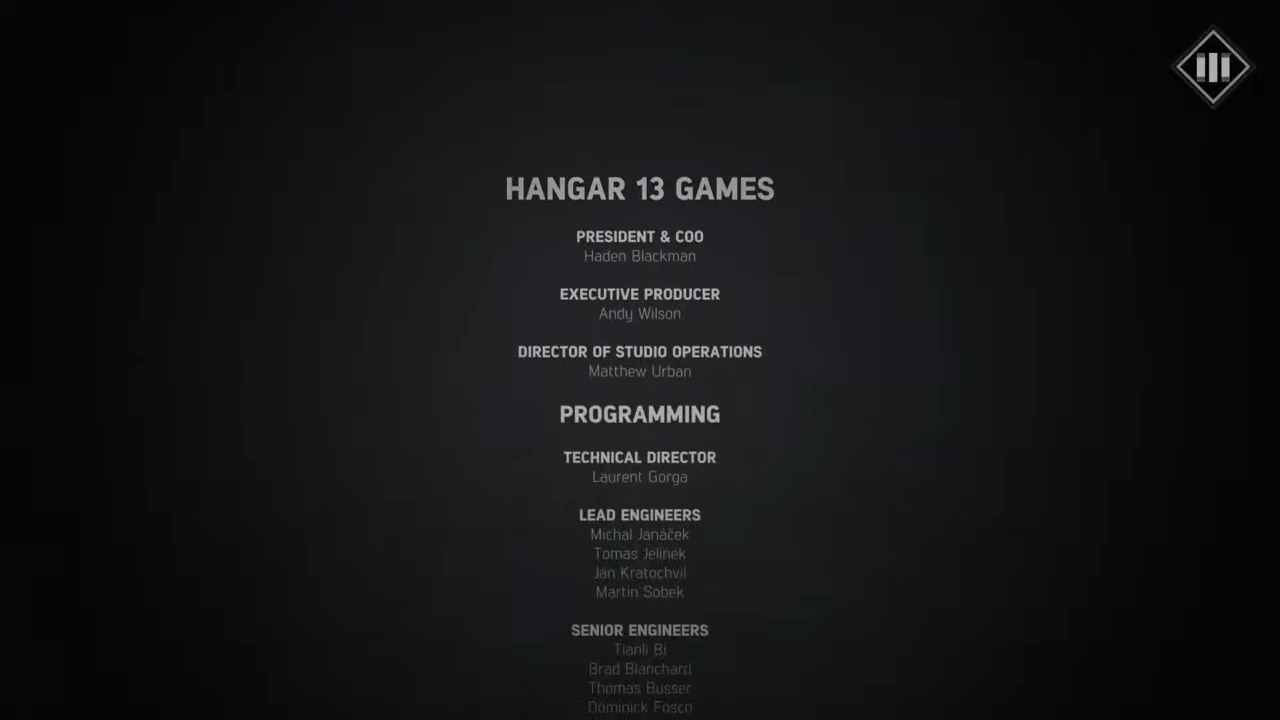 HANGAR 13 GAMES
PRESIDENT & COO
Haden Blackman
EXECUTIVE PRODUCER
Andy Wilson
DIRECTOR OF STUDIO OPERATIONS
Matthew Urban
PROGRAMMING
TECHNICAL DIRECTOR
Laurent Gorga
LEAD ENGINEERS
Michal Janáček
Tomas Jelinek
Jan Kratochvil
Martin Sobek
SENIOR ENGINEERS
Tianli Bi
Brad Blanchard
Thomas Busser
Dominick Fosco